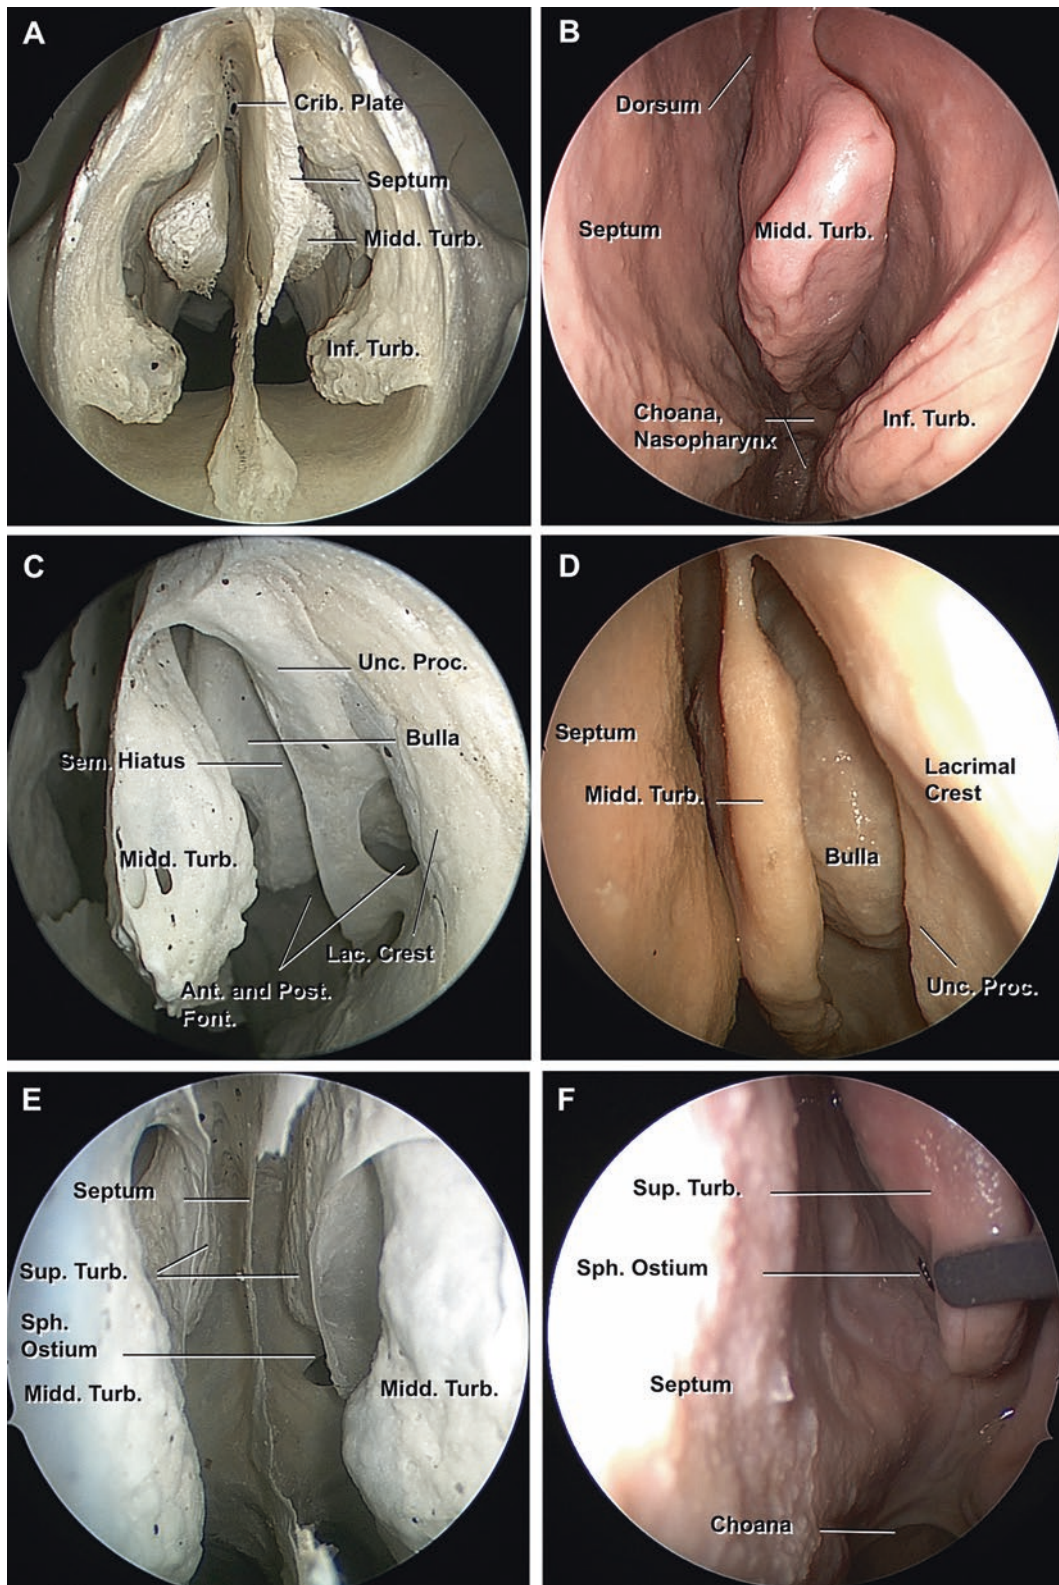 A
Crib. Plate
Septum
Midd. Turb.
Inf. Turb.
B
Dorsum
Septum
Midd. Turb.
Choana,
Nasopharynx
Inf. Turb.
C
Unc. Proc.
Bulla
Sem. Hiatus
Midd. Turb.
Lac. Crest
Ant. and Post.
Font.
D
Septum
Midd. Turb.
Lacrimal
Crest
Bulla
Unc. Proc.
E
Septum
Sup. Turb.
Sph.
Ostium
Midd. Turb.
Midd. Turb.
F
Sup. Turb.
Sph. Ostium
Septum
Choana